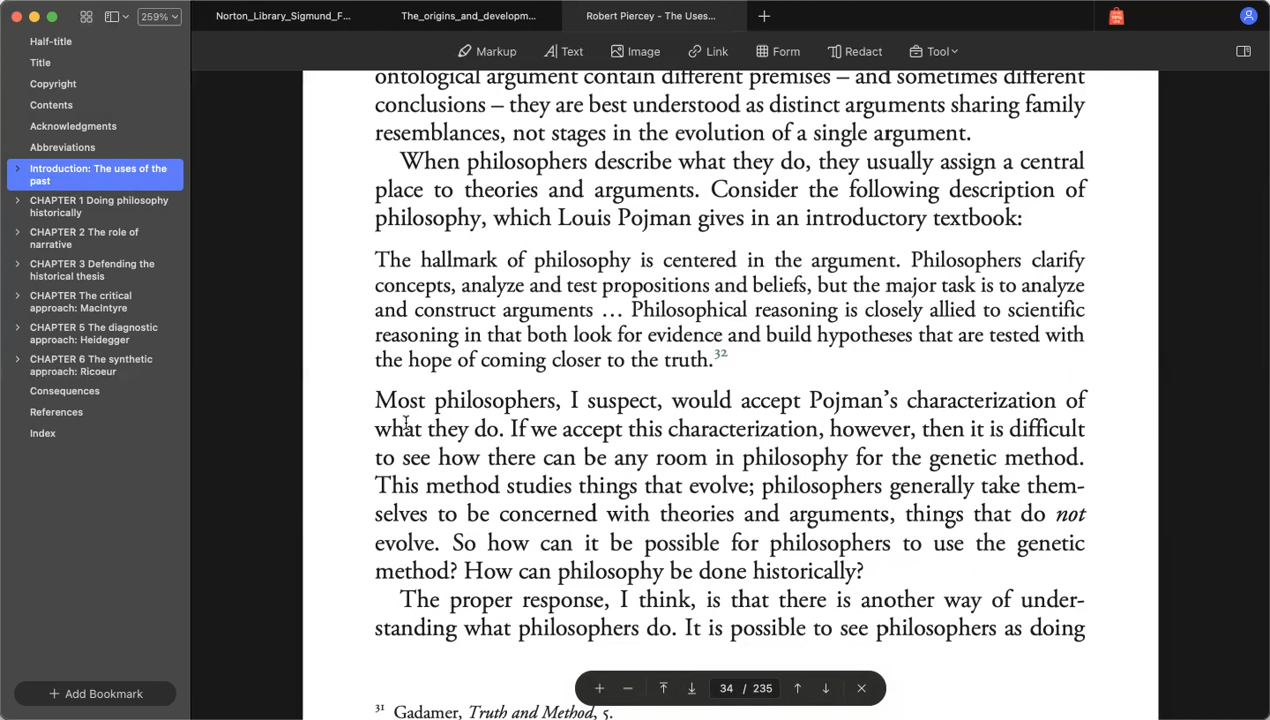 259%
Norton_Library_Sigmund_F...
The_origins_and_developm...
Robert Piercey - The Uses...
Markup
Text
Image
Link
Form
Redact
Tool
Half-title
Title
Copyright
Contents
Acknowledgments
Abbreviations
Introduction: The uses of the
past
CHAPTER 1 Doing philosophy
historically
CHAPTER 2 The role of
narrative
CHAPTER 3 Defending the
historical thesis
CHAPTER The critical
approach: MacIntyre
CHAPTER 5 The diagnostic
approach: Heidegger
CHAPTER 6 The synthetic
approach: Ricoeur
Consequences
References
Index
Add Bookmark
ontological argument contain different premises – and sometimes different
conclusions – they are best understood as distinct arguments sharing family
resemblances, not stages in the evolution of a single argument.
When philosophers describe what they do, they usually assign a central
place to theories and arguments. Consider the following description of
philosophy, which Louis Pojman gives in an introductory textbook:
The hallmark of philosophy is centered in the argument. Philosophers clarify
concepts, analyze and test propositions and beliefs, but the major task is to analyze
and construct arguments … Philosophical reasoning is closely allied to scientific
reasoning in that both look for evidence and build hypotheses that are tested with
the hope of coming closer to the truth.32
Most philosophers, I suspect, would accept Pojman's characterization of
what they do. If we accept this characterization, however, then it is difficult
to see how there can be any room in philosophy for the genetic method.
This method studies things that evolve; philosophers generally take them-
selves to be concerned with theories and arguments, things that do not
evolve. So how can it be possible for philosophers to use the genetic
method? How can philosophy be done historically?
The proper response, I think, is that there is another way of under-
standing what philosophers do. It is possible to see philosophers as doing
34 / 235
31 Gadamer, Truth and Method, 5.